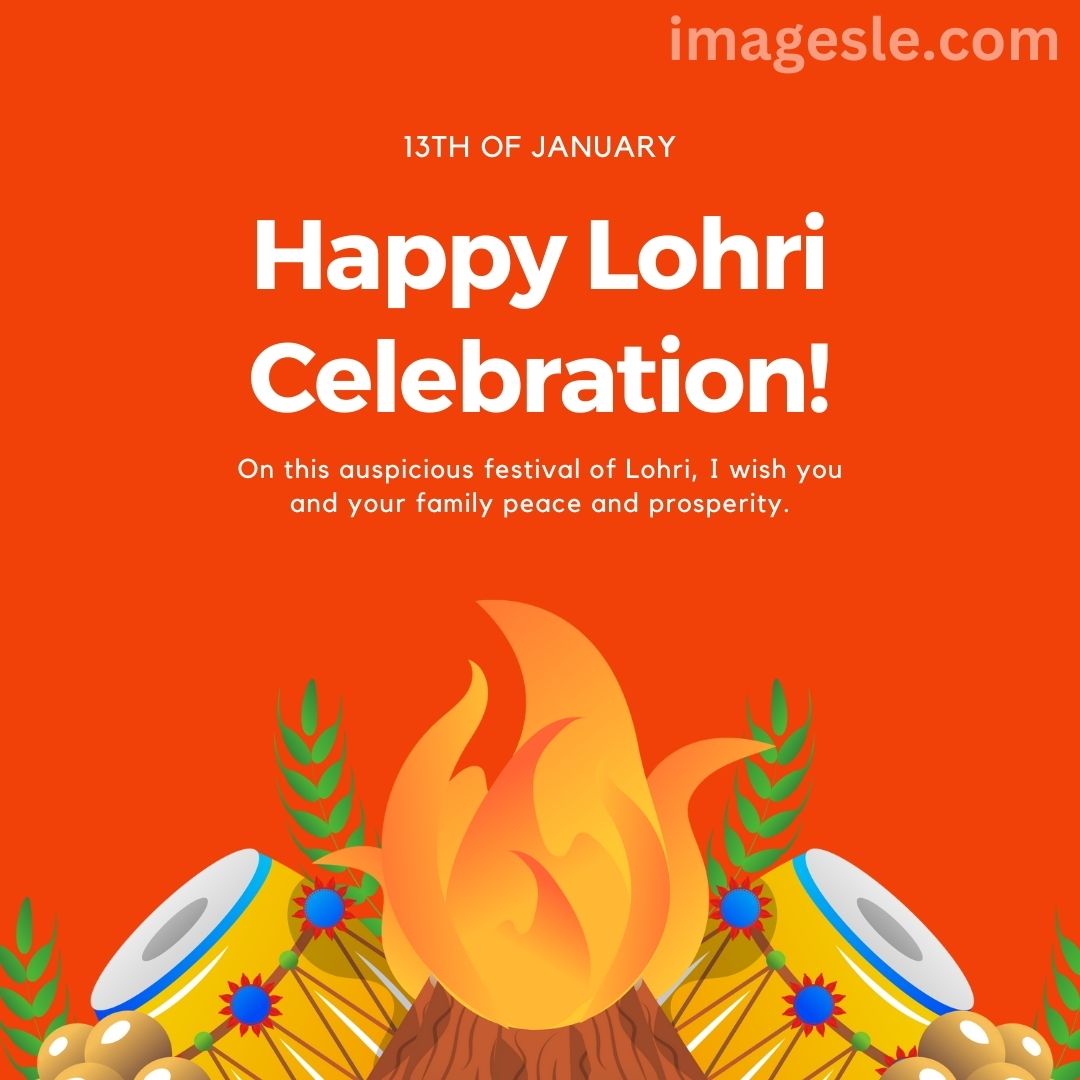 imagesle.com
13TH OF JANUARY
Happy Lohri
Celebration!
On this auspicious festival of Lohri, I wish you
and your family peace and prosperity.